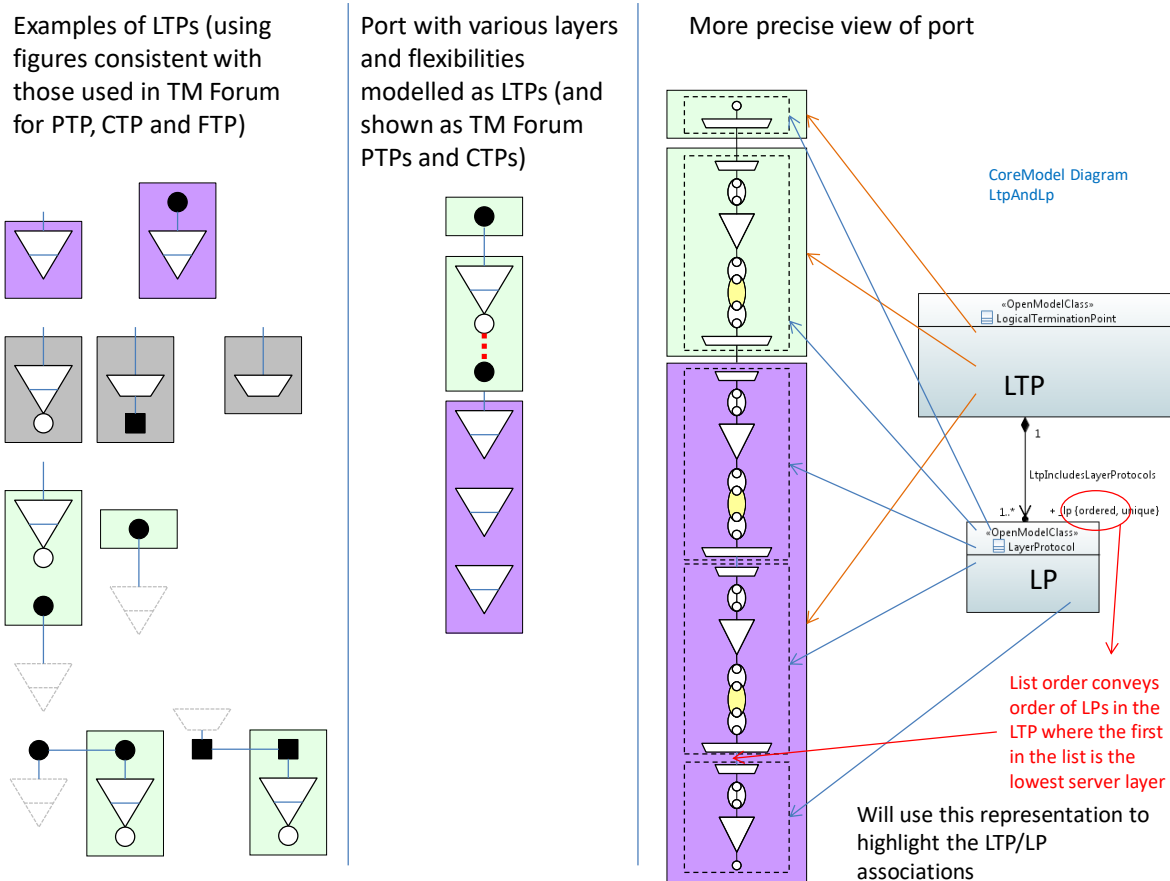 Examples of LTPs (using
figures consistent with
those used in TM Forum
for PTP, CTP and FTP)
Port with various layers
and flexibilities
modelled as LTPs (and
shown as TM Forum
PTPs and CTPs)
More precise view of port
CoreModel Diagram
LtpAndLp
«OpenModelClass»
LogicalTerminationPoint
LTP
1
LtpIncludesLayerProtocols
1..*
+ _lp {ordered, unique}
«OpenModelClass»
LayerProtocol
LP
List order conveys
order of LPs in the
LTP where the first
in the list is the
lowest server layer
Will use this representation to
highlight the LTP/LP
associations